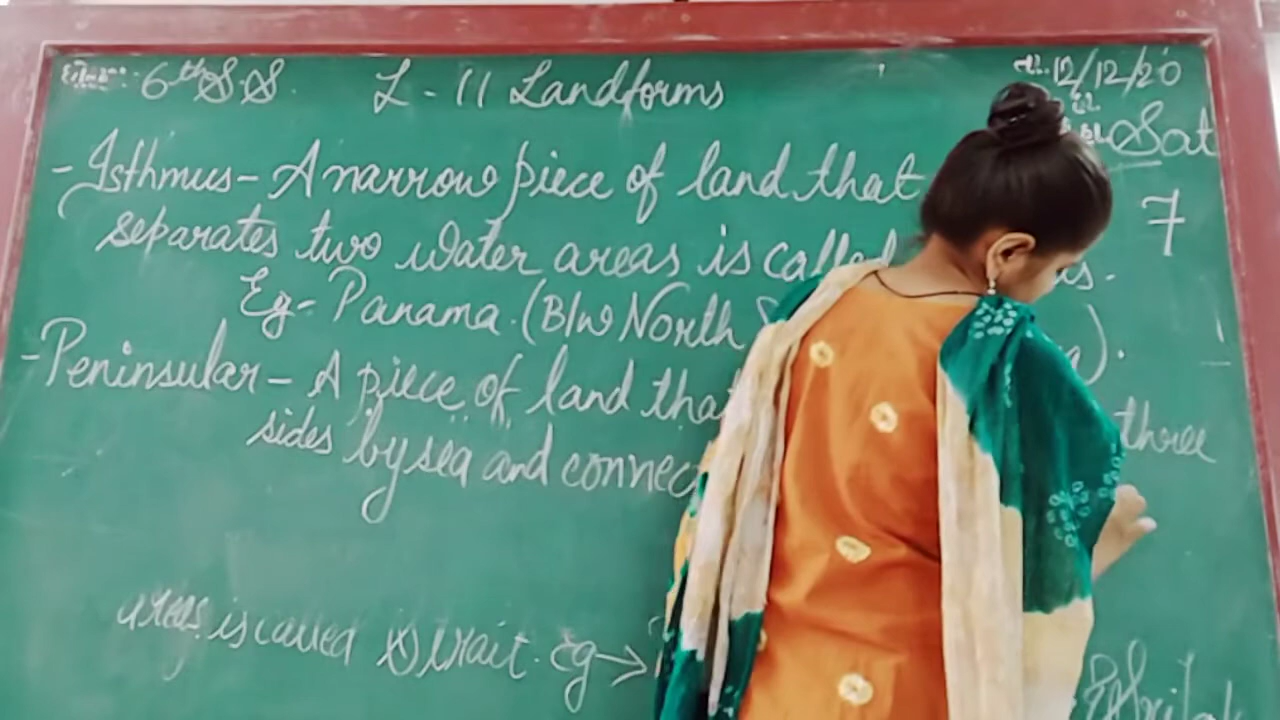 6th S.S. L-11 Landforms 12/12/20
Sat
- Isthmus - A narrow piece of land that
7
separates two water areas is called
Eg - Panama. (B/w North
- Peninsular - A piece of land that three
sides by sea and connec
areas is called Strait. Eg →